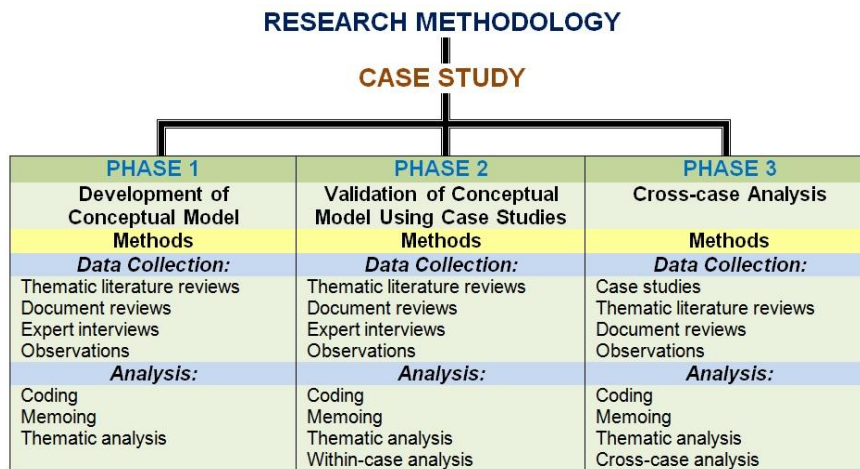 RESEARCH METHODOLOGY
CASE STUDY
PHASE 1
Development of
Conceptual Model
Methods
Data Collection:
Thematic literature reviews
Document reviews
Expert interviews
Observations
Analysis:
Coding
Memoing
Thematic analysis
PHASE 2
Validation of Conceptual
Model Using Case Studies
Methods
Data Collection:
Thematic literature reviews
Document reviews
Expert interviews
Observations
Analysis:
Coding
Memoing
Thematic analysis
Within-case analysis
PHASE 3
Cross-case Analysis
Methods
Data Collection:
Case studies
Thematic literature reviews
Document reviews
Observations
Analysis:
Coding
Memoing
Thematic analysis
Cross-case analysis